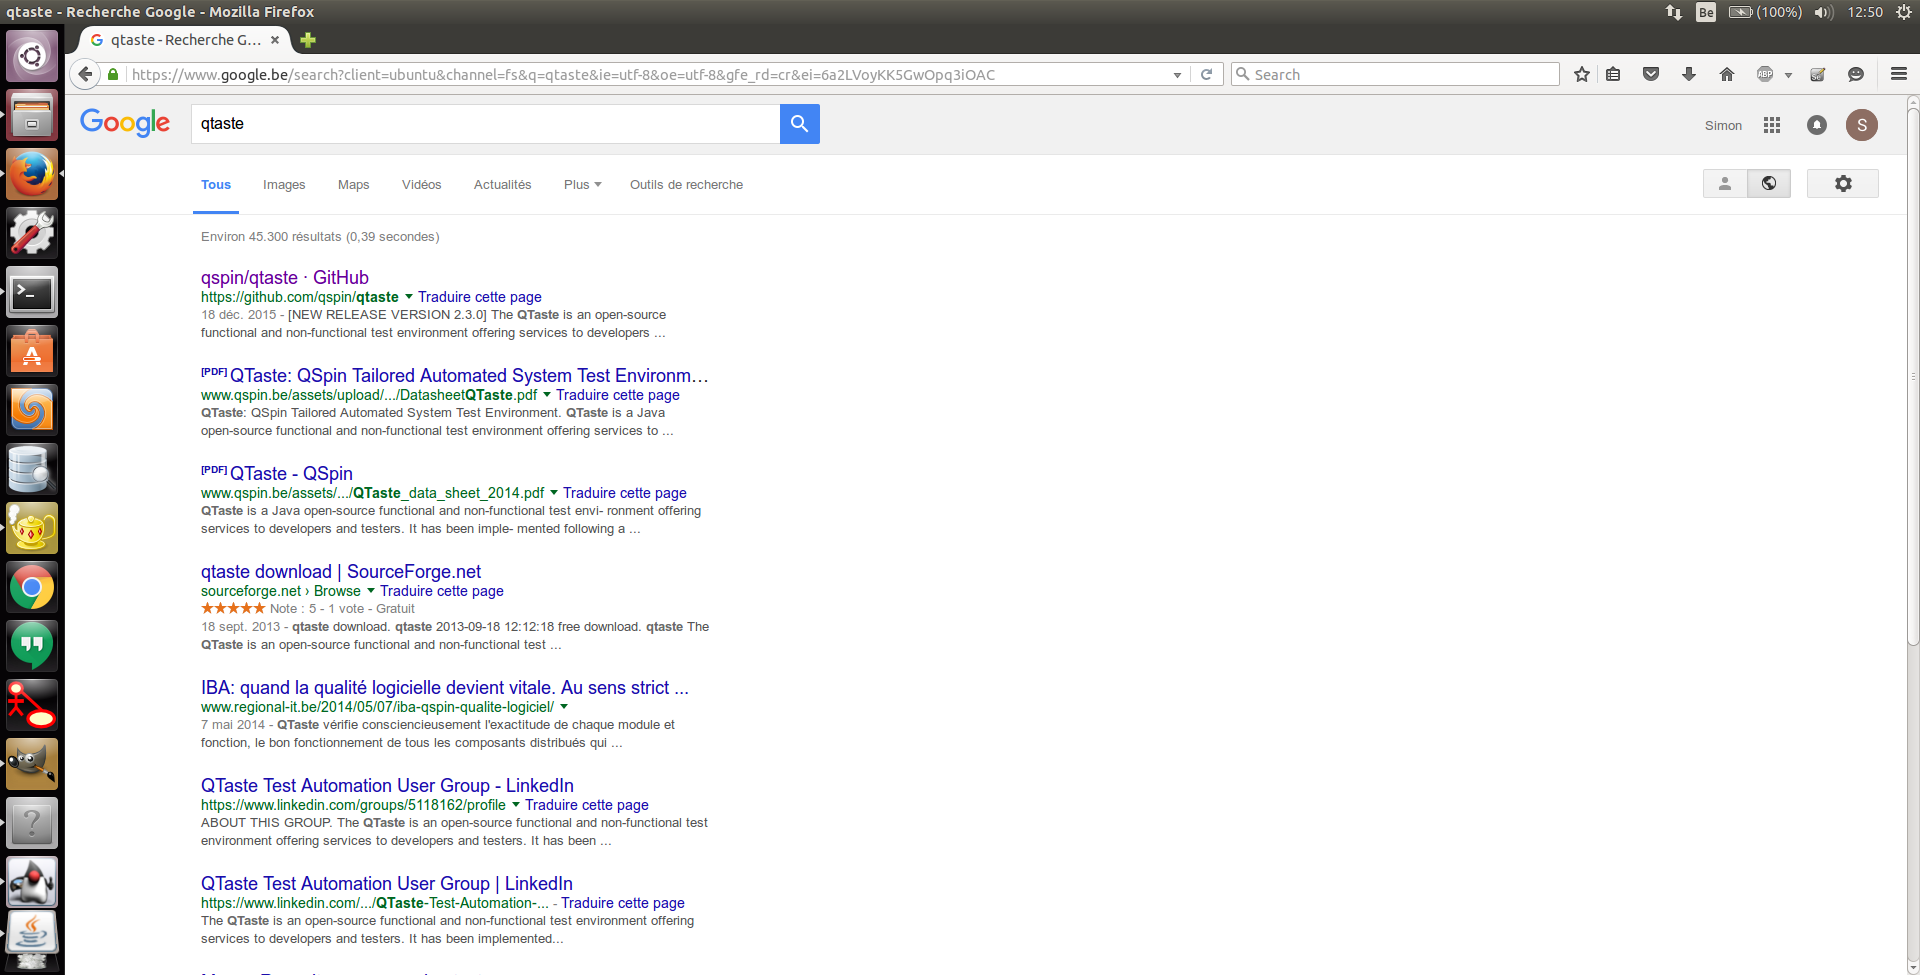 qtaste - Recherche Google - Mozilla Firefox
Be (100%) 12:50
qtaste - Recherche G...
https://www.google.be/search?client=ubuntu&channel=fs&q=qtaste&ie=utf-8&oe=utf-8&gfe_rd=cr&ei=6a2LVoyKK5GwOpq3iOAC
Search
ABP
Google
qtaste
Simon
S
Tous Images Maps Vidéos Actualités Plus Outils de recherche
Environ 45.300 résultats (0,39 secondes)
qspin/qtaste · GitHub
https://github.com/qspin/qtaste Traduire cette page
18 déc. 2015 - [NEW RELEASE VERSION 2.3.0] The QTaste is an open-source
functional and non-functional test environment offering services to developers ...
[PDF] QTaste: QSpin Tailored Automated System Test Environm...
www.qspin.be/assets/upload/.../DatasheetQTaste.pdf Traduire cette page
QTaste: QSpin Tailored Automated System Test Environment. QTaste is a Java
open-source functional and non-functional test environment offering services to ...
[PDF] QTaste - QSpin
www.qspin.be/assets/.../QTaste_data_sheet_2014.pdf Traduire cette page
QTaste is a Java open-source functional and non-functional test envi- ronment offering
services to developers and testers. It has been imple- mented following a ...
qtaste download | SourceForge.net
sourceforge.net › Browse Traduire cette page
★★★★★ Note : 5 - 1 vote - Gratuit
18 sept. 2013 - qtaste download. qtaste 2013-09-18 12:12:18 free download. qtaste The
QTaste is an open-source functional and non-functional test ...
IBA: quand la qualité logicielle devient vitale. Au sens strict ...
www.regional-it.be/2014/05/07/iba-qspin-qualite-logiciel/
7 mai 2014 - QTaste vérifie consciencieusement l'exactitude de chaque module et
fonction, le bon fonctionnement de tous les composants distribués qui ...
QTaste Test Automation User Group - LinkedIn
https://www.linkedin.com/groups/5118162/profile Traduire cette page
ABOUT THIS GROUP. The QTaste is an open-source functional and non-functional test
environment offering services to developers and testers. It has been ...
QTaste Test Automation User Group | LinkedIn
https://www.linkedin.com/.../QTaste-Test-Automation-... - Traduire cette page
The QTaste is an open-source functional and non-functional test environment offering
services to developers and testers. It has been implemented...